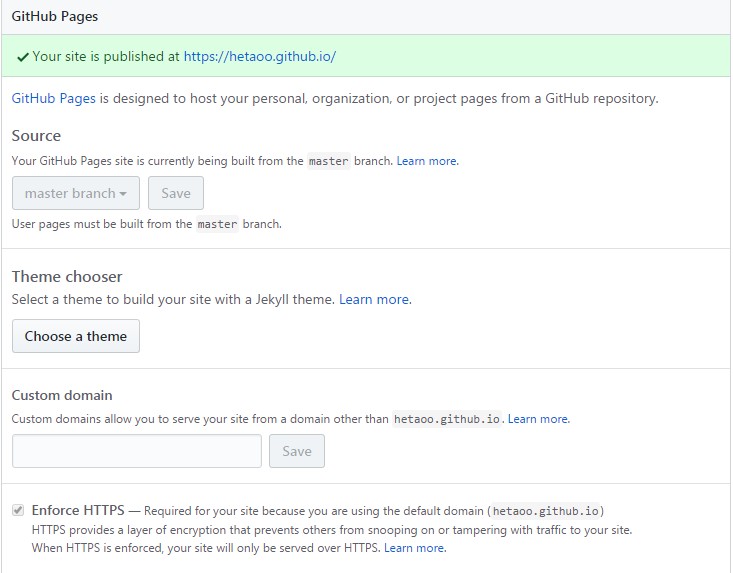 GitHub Pages
Your site is published at https://hetaoo.github.io/
GitHub Pages is designed to host your personal, organization, or project pages from a GitHub repository.
Source
Your GitHub Pages site is currently being built from the master branch. Learn more.
master branch Save
User pages must be built from the master branch.
Theme chooser
Select a theme to build your site with a Jekyll theme. Learn more.
Choose a theme
Custom domain
Custom domains allow you to serve your site from a domain other than hetaoo.github.io. Learn more.
Save
Enforce HTTPS — Required for your site because you are using the default domain (hetaoo.github.io)
HTTPS provides a layer of encryption that prevents others from snooping on or tampering with traffic to your site.
When HTTPS is enforced, your site will only be served over HTTPS. Learn more.